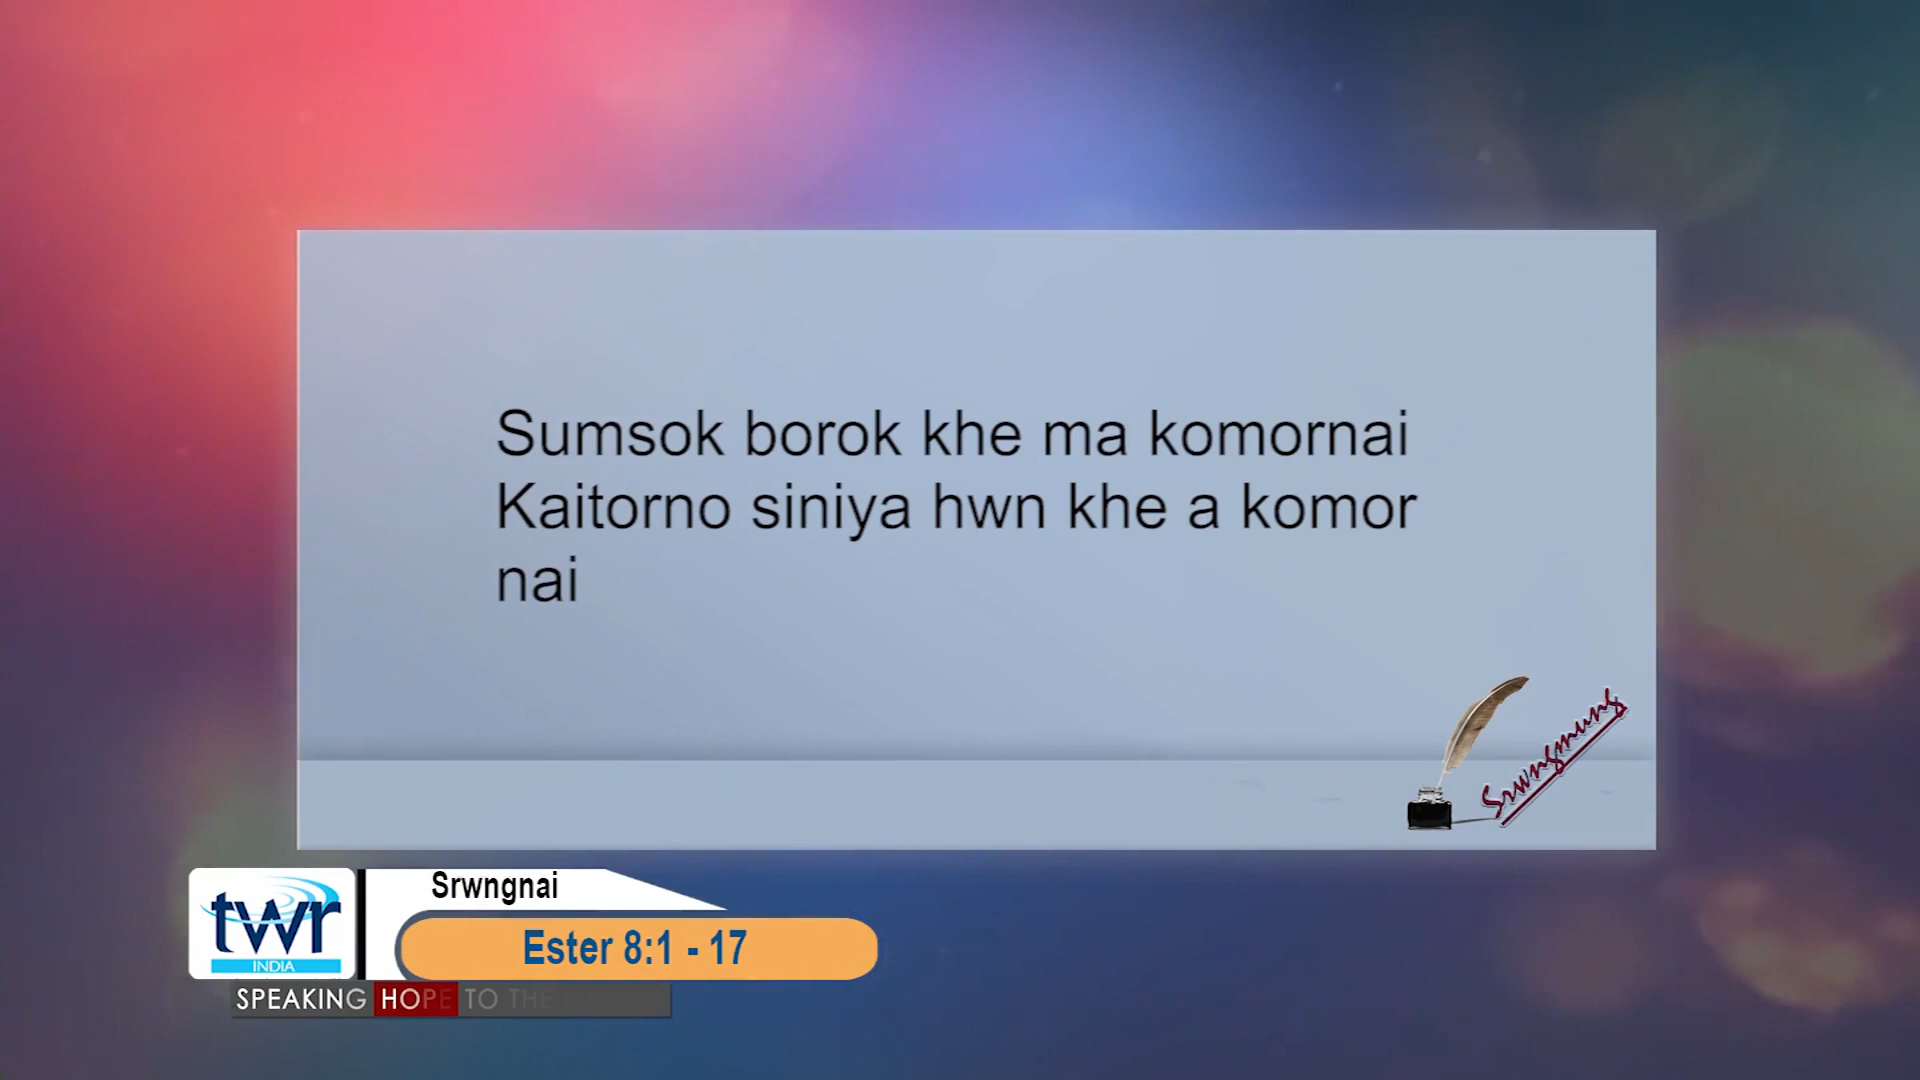 Sumsok borok khe ma komornai
Kaitorno siniya hwn khe a komor
nai
Srwngmung
twr
INDIA
Srwngnai
Ester 8:1 - 17
SPEAKING HOPE TO THE